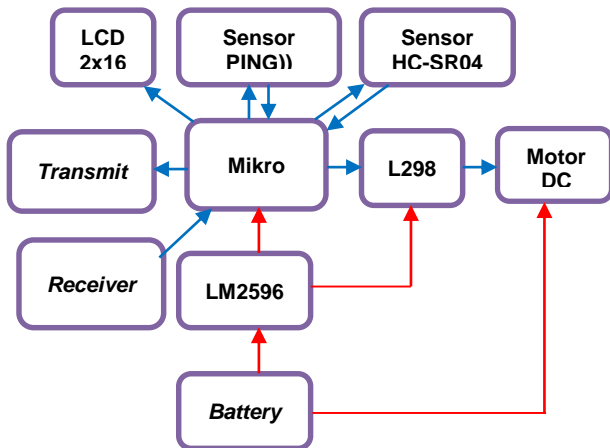 LCD
2x16
Sensor
PING))
Sensor
HC-SR04
Transmit
Mikro
L298
Motor
DC
Receiver
LM2596
Battery